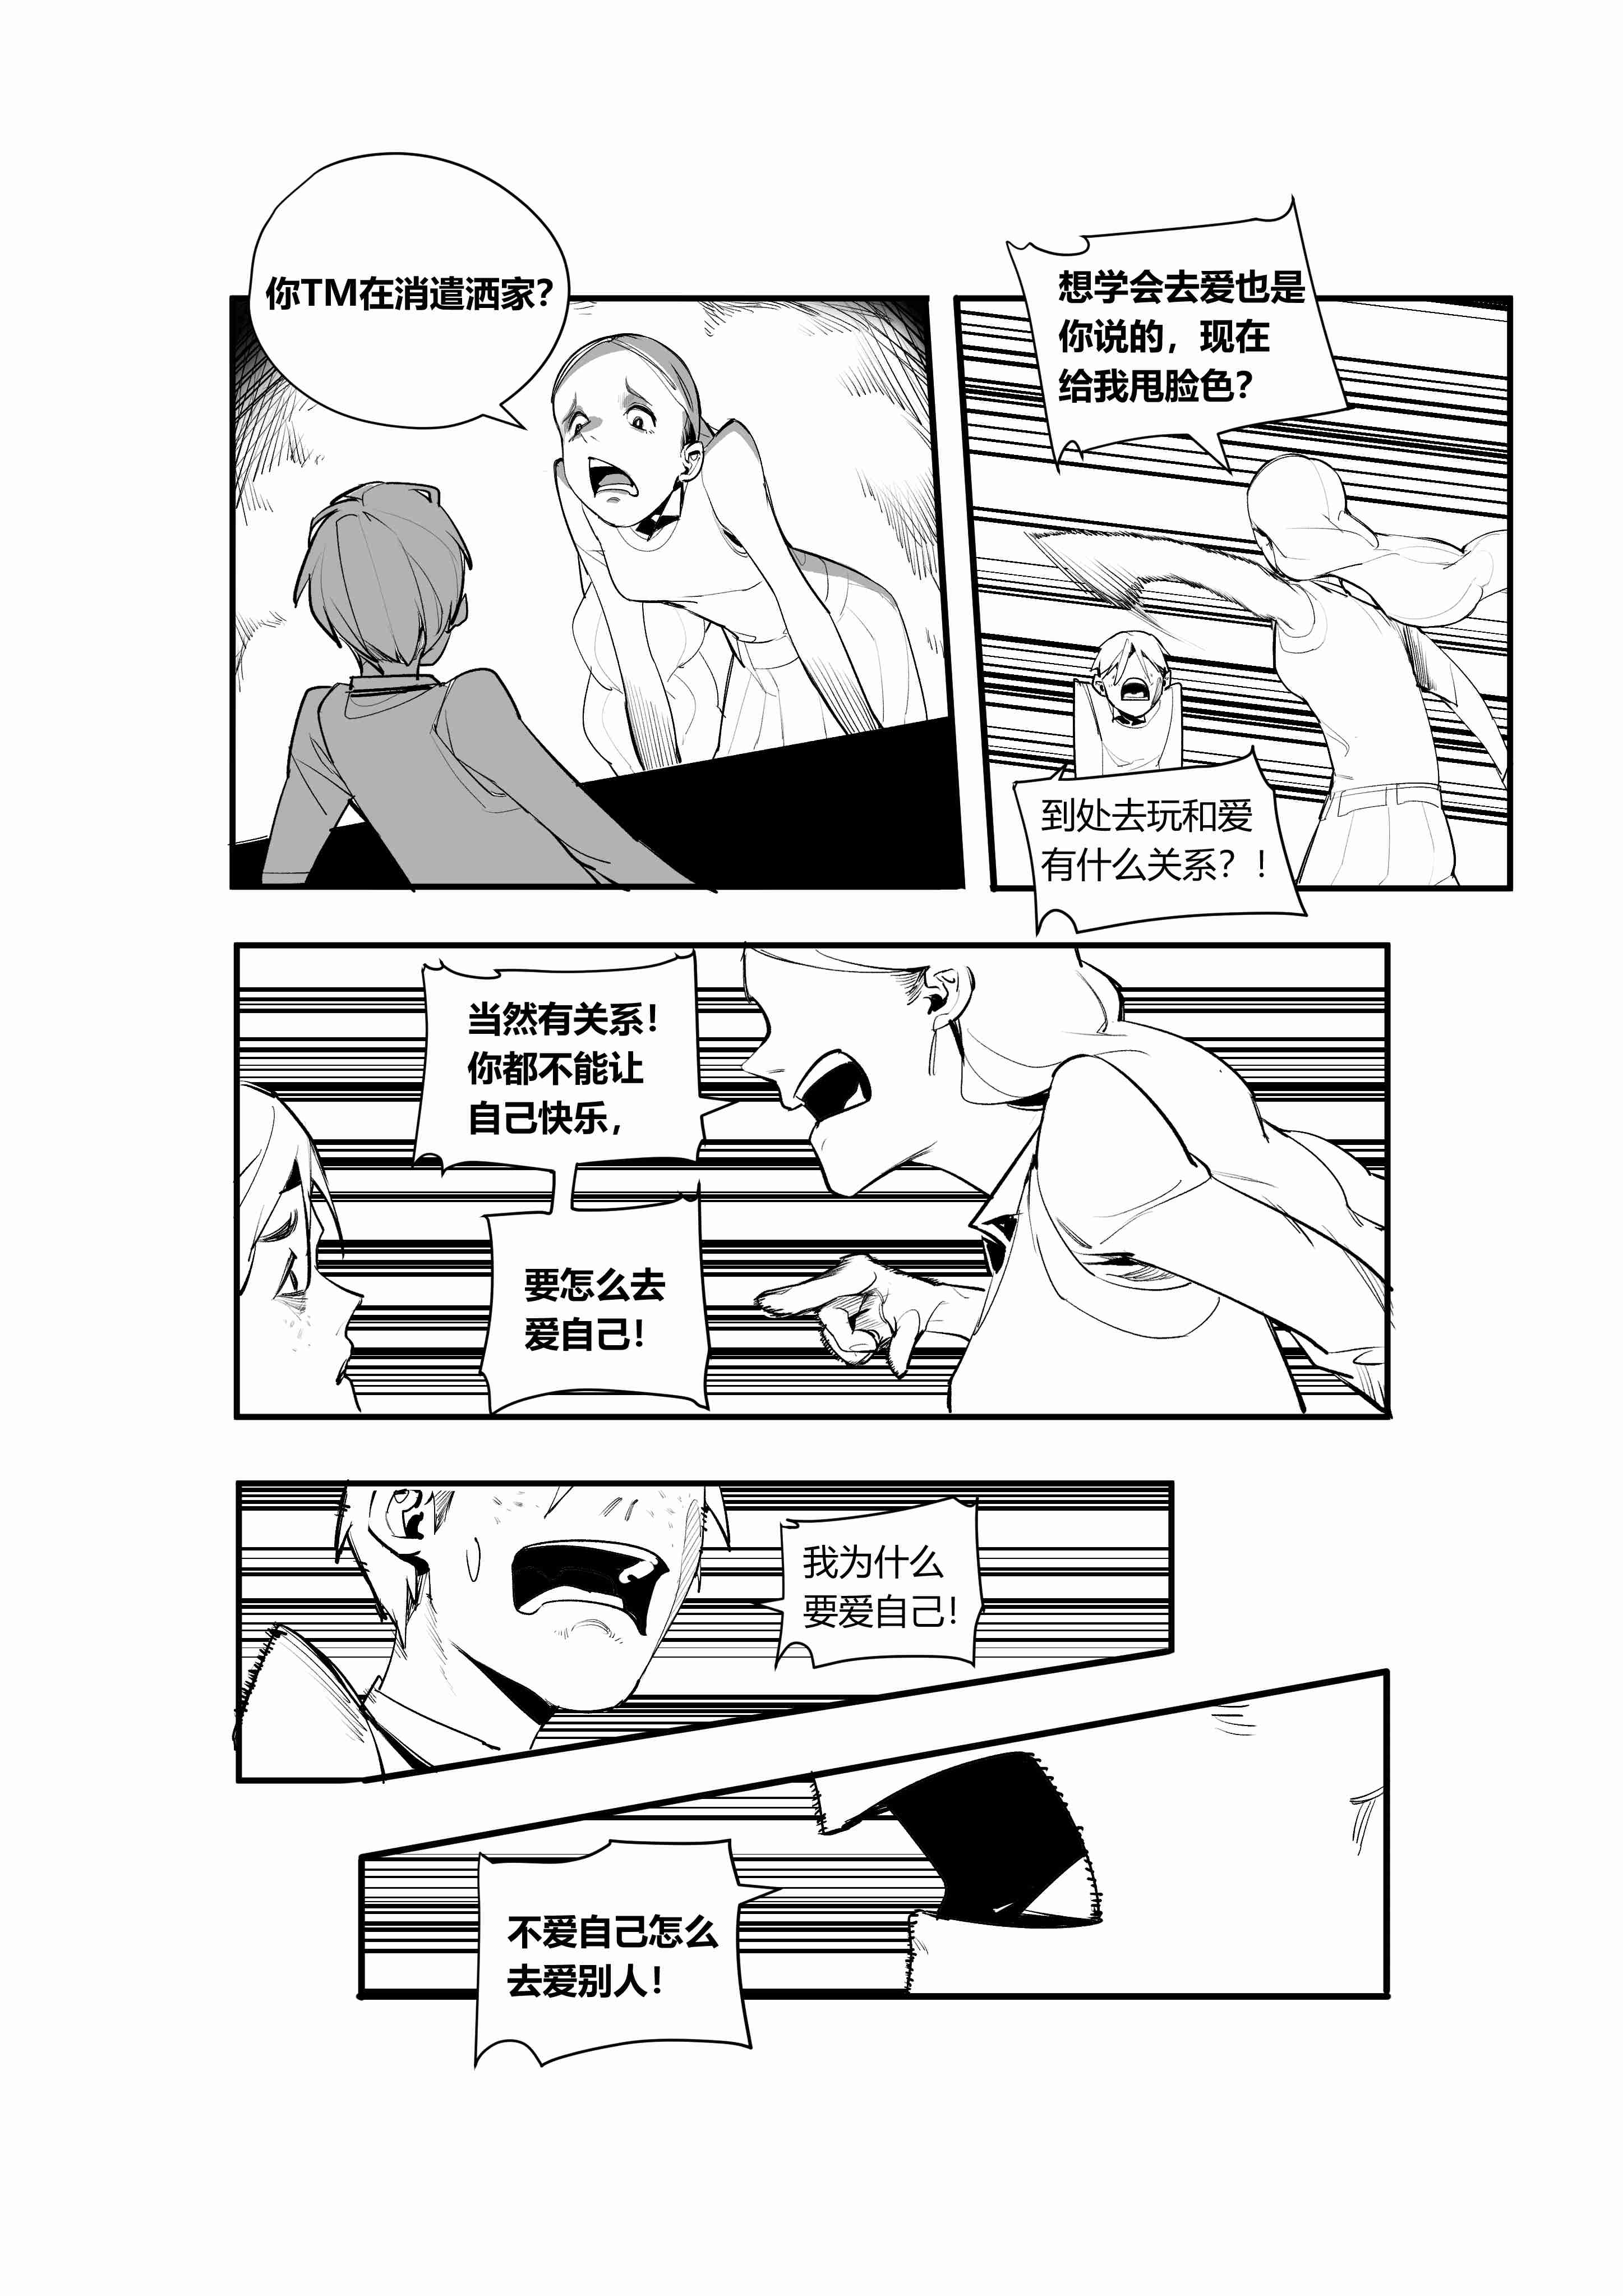 你TM在消遣洒家？
想学会去爱也是
你说的，现在
给我甩脸色？
到处去玩和爱
有什么关系？！
当然有关系！
你都不能让
自己快乐，
要怎么去
爱自己！
我为什么
要爱自己！
不爱自己怎么
去爱别人！